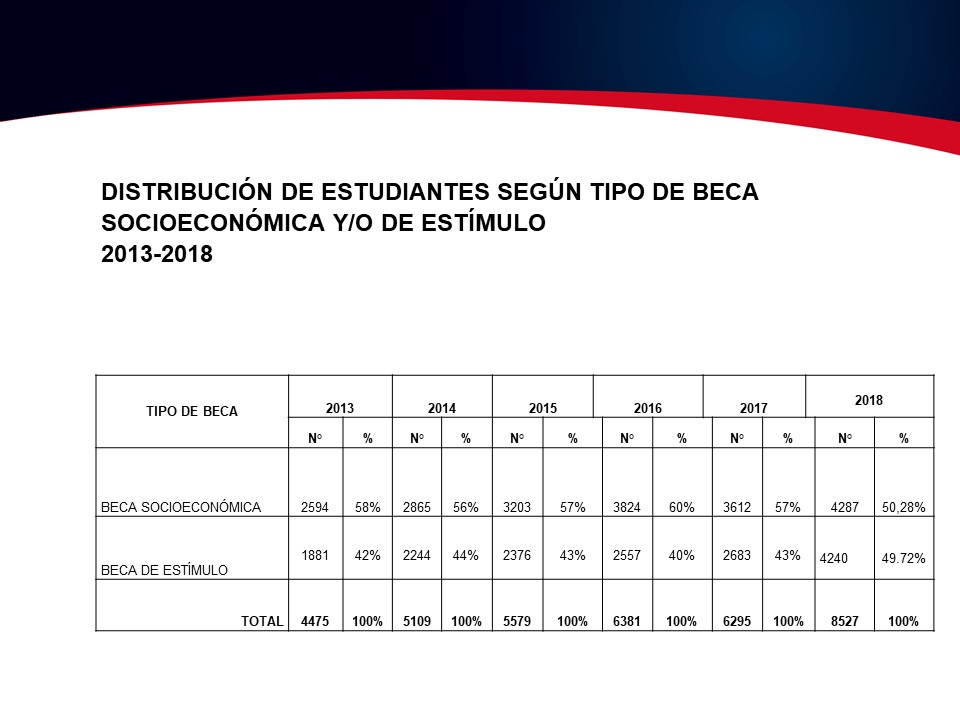 DISTRIBUCIÓN DE ESTUDIANTES SEGÚN TIPO DE BECA
SOCIOECONÓMICA Y/O DE ESTÍMULO
2013-2018
TIPO DE BECA 2013 2014 2015 2016 2017 2018
N° % N° % N° % N° % N° % N° %
BECA SOCIOECONÓMICA 2594 58% 2865 56% 3203 57% 3824 60% 3612 57% 4287 50,28%
BECA DE ESTÍMULO 1881 42% 2244 44% 2376 43% 2557 40% 2683 43% 4240 49.72%
TOTAL 4475 100% 5109 100% 5579 100% 6381 100% 6295 100% 8527 100%